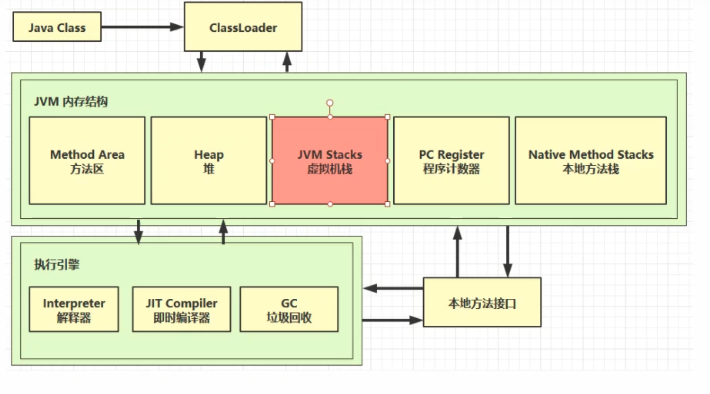 Java Class
ClassLoader
JVM 内存结构
Method Area
方法区
Heap
堆
JVM Stacks
虚拟机栈
PC Register
程序计数器
Native Method Stacks
本地方法栈
执行引擎
Interpreter
解释器
JIT Compiler
即时编译器
GC
垃圾回收
本地方法接口